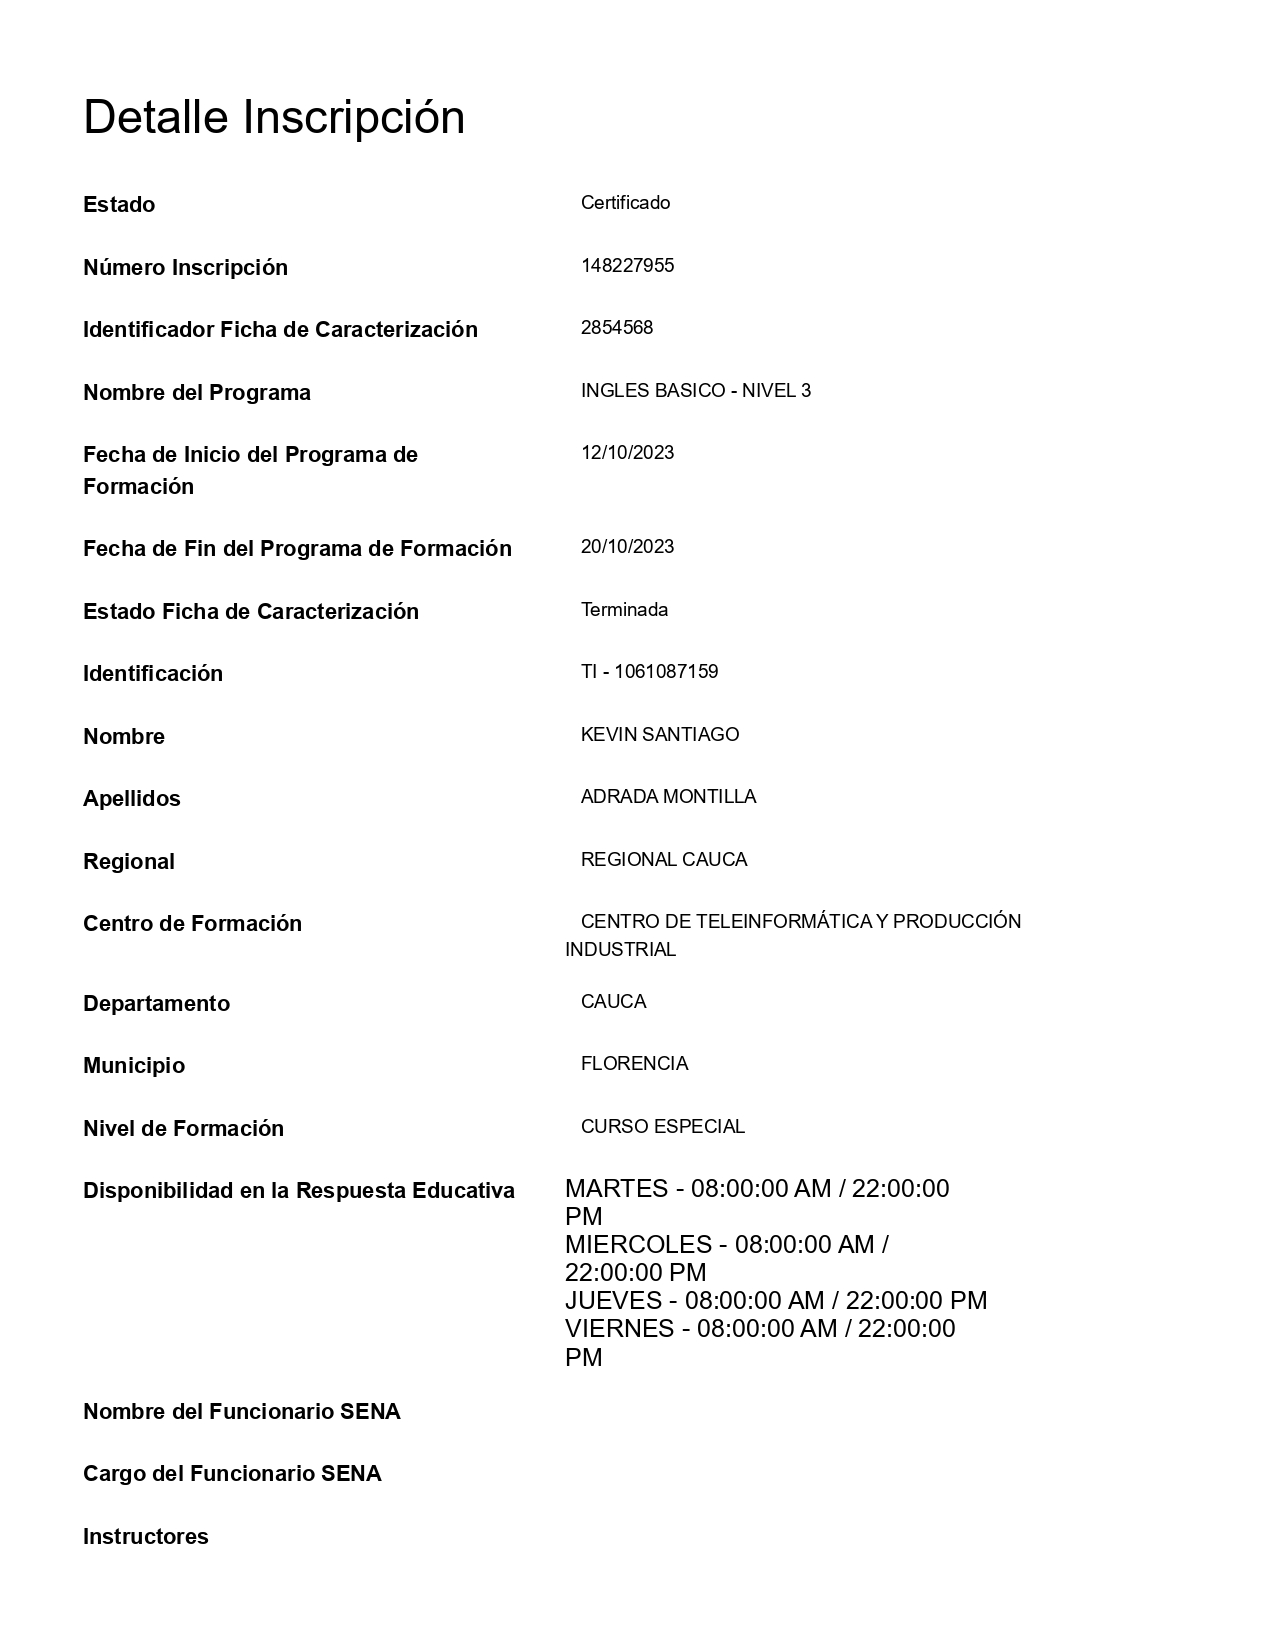 Detalle Inscripción
Estado Certificado
Número Inscripción 148227955
Identificador Ficha de Caracterización 2854568
Nombre del Programa INGLES BASICO - NIVEL 3
Fecha de Inicio del Programa de 12/10/2023
Formación
Fecha de Fin del Programa de Formación 20/10/2023
Estado Ficha de Caracterización Terminada
Identificación TI - 1061087159
Nombre KEVIN SANTIAGO
Apellidos ADRADA MONTILLA
Regional REGIONAL CAUCA
Centro de Formación CENTRO DE TELEINFORMÁTICA Y PRODUCCIÓN
INDUSTRIAL
Departamento CAUCA
Municipio FLORENCIA
Nivel de Formación CURSO ESPECIAL
Disponibilidad en la Respuesta Educativa MARTES - 08:00:00 AM / 22:00:00
PM
MIERCOLES - 08:00:00 AM /
22:00:00 PM
JUEVES - 08:00:00 AM / 22:00:00 PM
VIERNES - 08:00:00 AM / 22:00:00
PM
Nombre del Funcionario SENA
Cargo del Funcionario SENA
Instructores